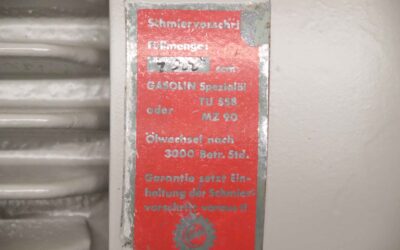 Schmiervorschri
Füllmenge:
ccm
GASOLIN Spezialöl
TU 558
oder MZ 90
Ölwechsel nach
3000 Betr. Std.
Garantie setzt Ein-
haltung der Schmier-
vorschrift voraus!